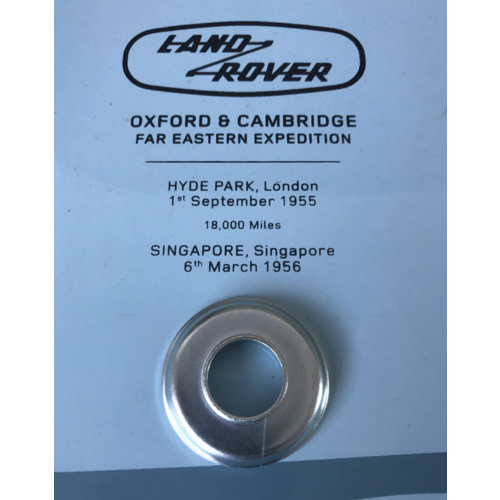 LAND
ROVER
OXFORD & CAMBRIDGE
FAR EASTERN EXPEDITION
HYDE PARK, London
1st September 1955
18,000 Miles
SINGAPORE, Singapore
6th March 1956